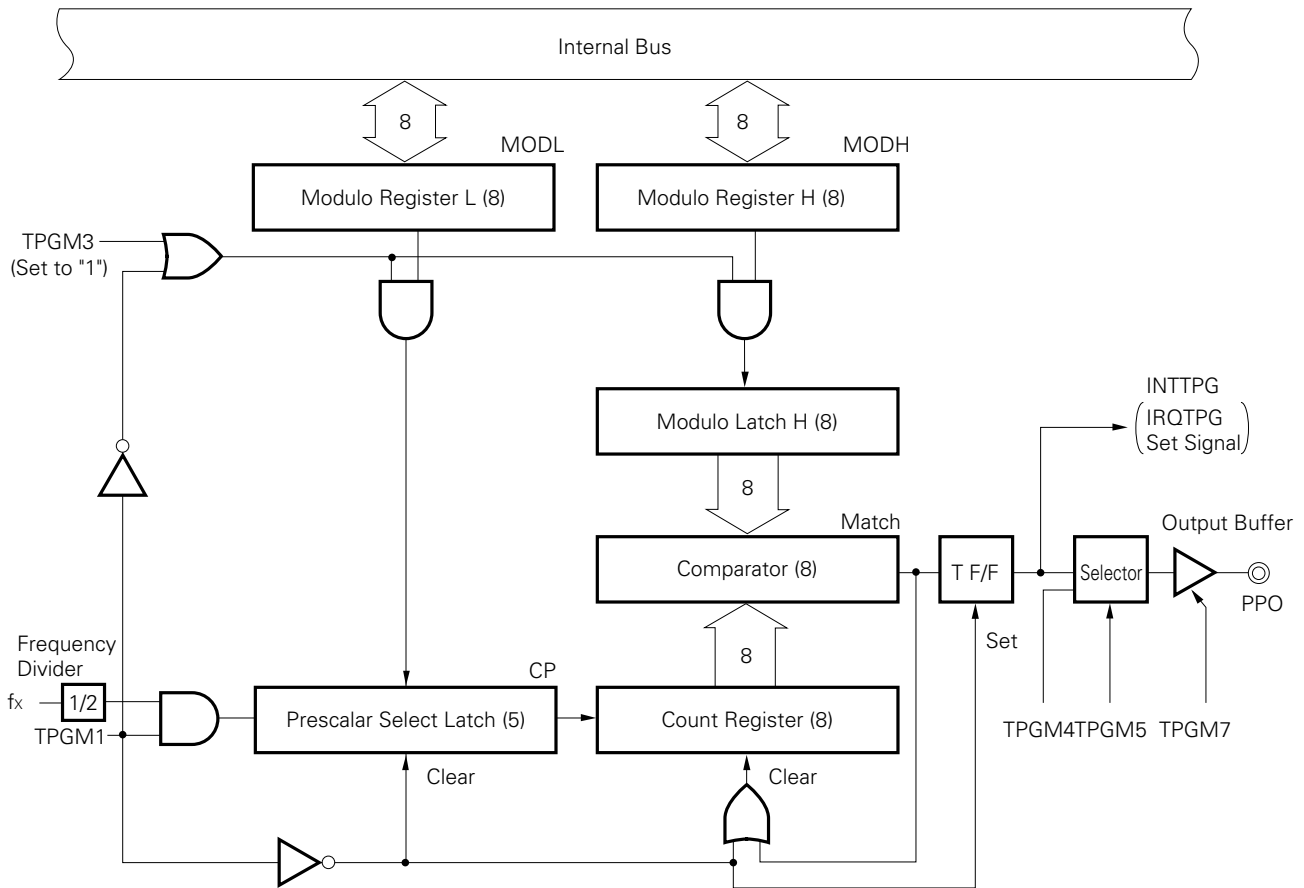 Internal Bus
8
8
MODL
MODH
Modulo Register L (8)
Modulo Register H (8)
TPGM3
(Set to "1")
Modulo Latch H (8)
INTTPG
IRQTPG
Set Signal
8
Match
Output Buffer
Comparator (8)
T F/F
Selector
PPO
Set
Frequency
Divider
8
CP
fx
1/2
Prescalar Select Latch (5)
Count Register (8)
TPGM1
TPGM4
TPGM5
TPGM7
Clear
Clear